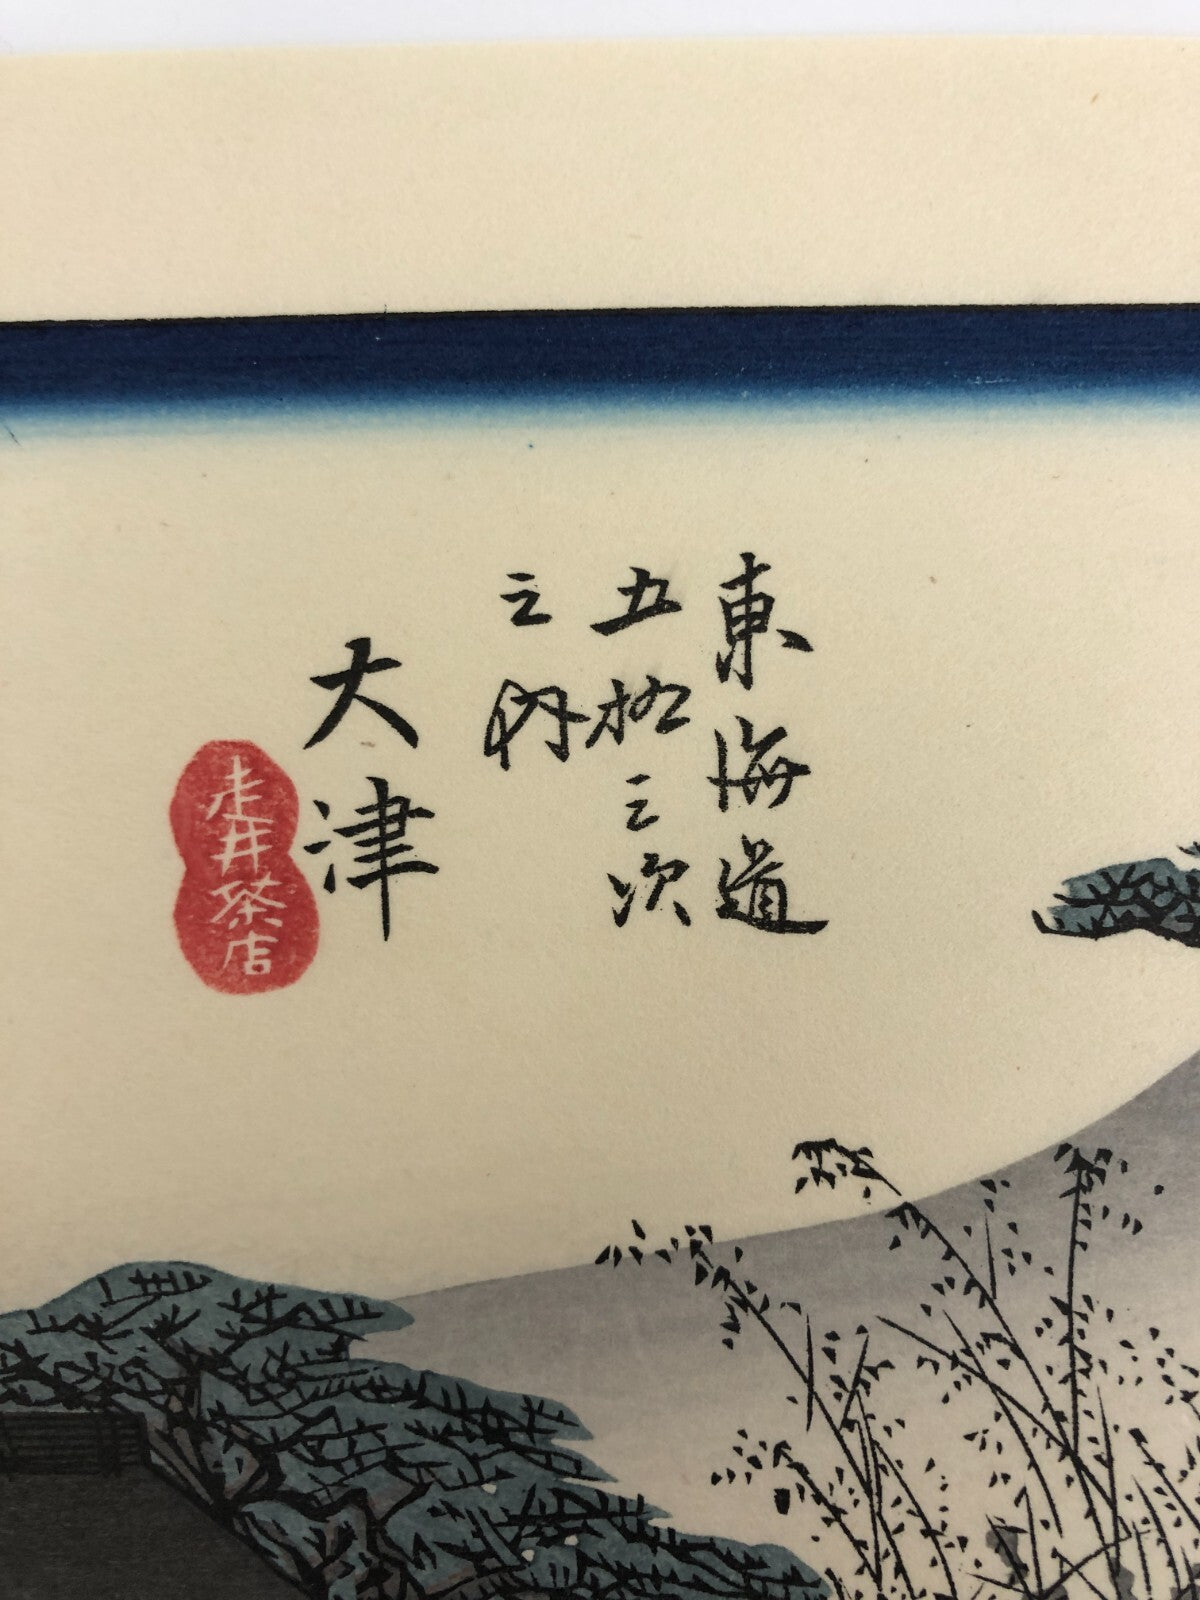 東海道
五拾三次
之内
大津
走井茶店